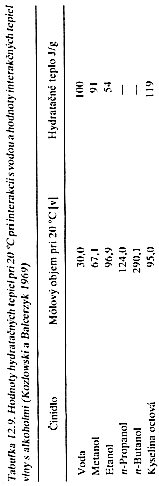 Tabuľka 12.9. Hodnoty hydratačných tepiel pri 20 °C pri interakcii s vodou a hodnoty interakčných tepiel
vlny s alkoholmi (Kozlowski a Balcerzyk 1969)
Činidlo Mólový objem pri 20 °C [v] Hydratačné teplo J/g
Voda 30,0 100
Metanol 67,1 91
Etanol 96,9 54
n-Propanol 124,0 —
n-Butanol 290,1 —
Kyselina octová 95,0 119